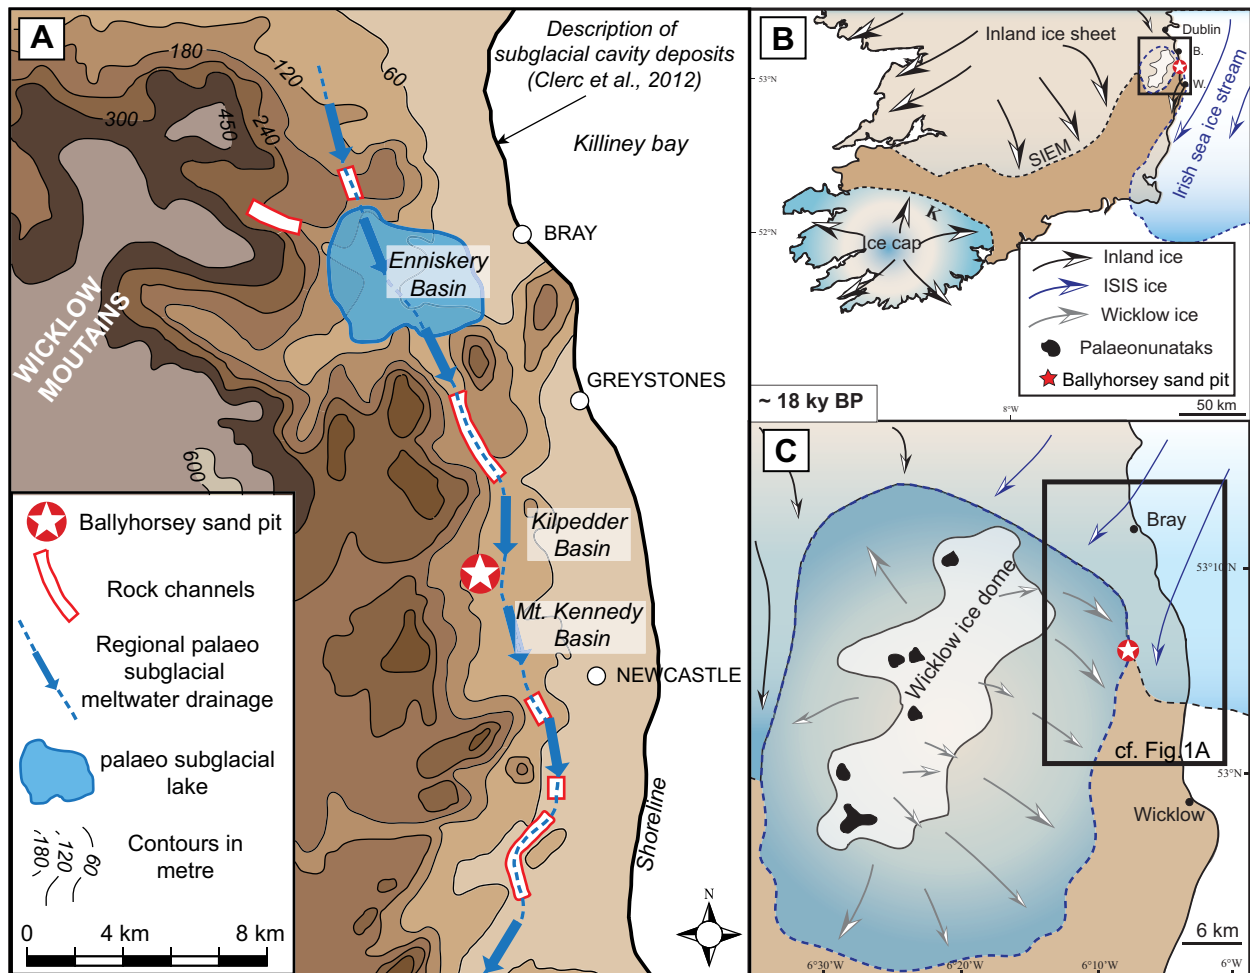 A
180
120
60
300
450
240
Description of
subglacial cavity deposits
(Clerc et al., 2012)
Killiney bay
BRAY
Enniskery
Basin
WICKLOW
MOUTAINS
GREYSTONES
600
Kilpedder
Basin
Mt. Kennedy
Basin
NEWCASTLE
Shoreline
N
Ballyhorsey sand pit
Rock channels
Regional palaeo
subglacial
meltwater drainage
palaeo subglacial
lake
Contours in
metre
180
120
60
0 4 km 8 km
B
Inland ice sheet
Dublin
B.
W.
53°N
SIEM
Irish sea ice stream
K
52°N
Ice cap
Inland ice
ISIS ice
Wicklow ice
Palaeonunataks
Ballyhorsey sand pit
~ 18 ky BP
8°W
50 km
C
Bray
53°10'N
Wicklow ice dome
cf. Fig.1A
53°N
Wicklow
6 km
6°30'W
6°20'W
6°10'W
6°W